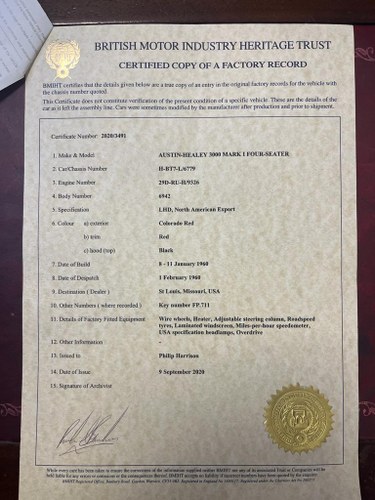 BRITISH MOTOR INDUSTRY HERITAGE TRUST
CERTIFIED COPY OF A FACTORY RECORD
BMIHT certifies that the details given below are a true copy of an entry in the original factory records for the vehicle with
the chassis number quoted.
This Certificate does not constitute verification of the present condition of a specific vehicle. These are the details of the
car as it left the assembly line. Cars were sometimes modified by the manufacturer after production and prior to shipment.
Certificate Number: 2020/3491
1. Make & Model AUSTIN-HEALEY 3000 MARK I FOUR-SEATER
2. Car/Chassis Number H-BT7-L/6779
3. Engine Number 29D-RU-H/9326
4. Body Number 6942
5. Specification LHD, North American Export
6. Colour a) exterior Colorado Red
b) trim Red
c) hood (top) Black
7. Date of Build 8 - 11 January 1960
8. Date of Despatch 1 February 1960
9. Destination ( Dealer ) St Louis, Missouri, USA
10. Other Numbers ( where recorded ) Key number FP.711
11. Details of Factory Fitted Equipment Wire wheels, Heater, Adjustable steering column, Roadspeed
tyres, Laminated windscreen, Miles-per-hour speedometer,
USA specification headlamps, Overdrive
12. Other Information
13. Issued to Philip Harrison
14. Date of Issue 9 September 2020
15. Signature of Archivist